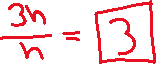 3n/n = 3